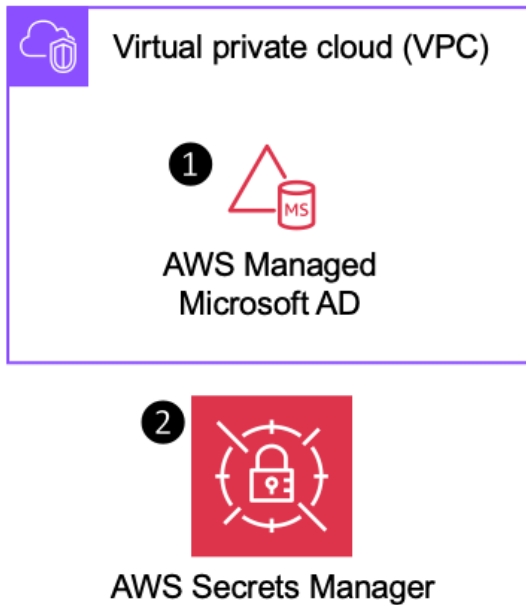 Virtual private cloud (VPC)
1
MS
AWS Managed
Microsoft AD
2
AWS Secrets Manager